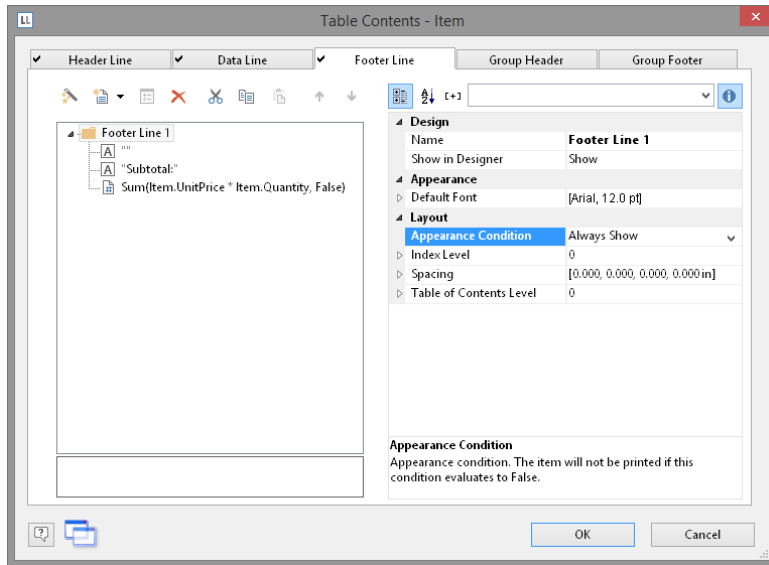 LL Table Contents - Item
Header Line Data Line Footer Line Group Header Group Footer
Footer Line 1
A ""
A "Subtotal:"
# Sum(Item.UnitPrice * Item.Quantity, False)
A Z [+]
Design
Name Footer Line 1
Show in Designer Show
Appearance
Default Font [Arial, 12.0 pt]
Layout
Appearance Condition Always Show
Index Level 0
Spacing [0.000, 0.000, 0.000, 0.000 in]
Table of Contents Level 0
Appearance Condition
Appearance condition. The item will not be printed if this
condition evaluates to False.
OK Cancel